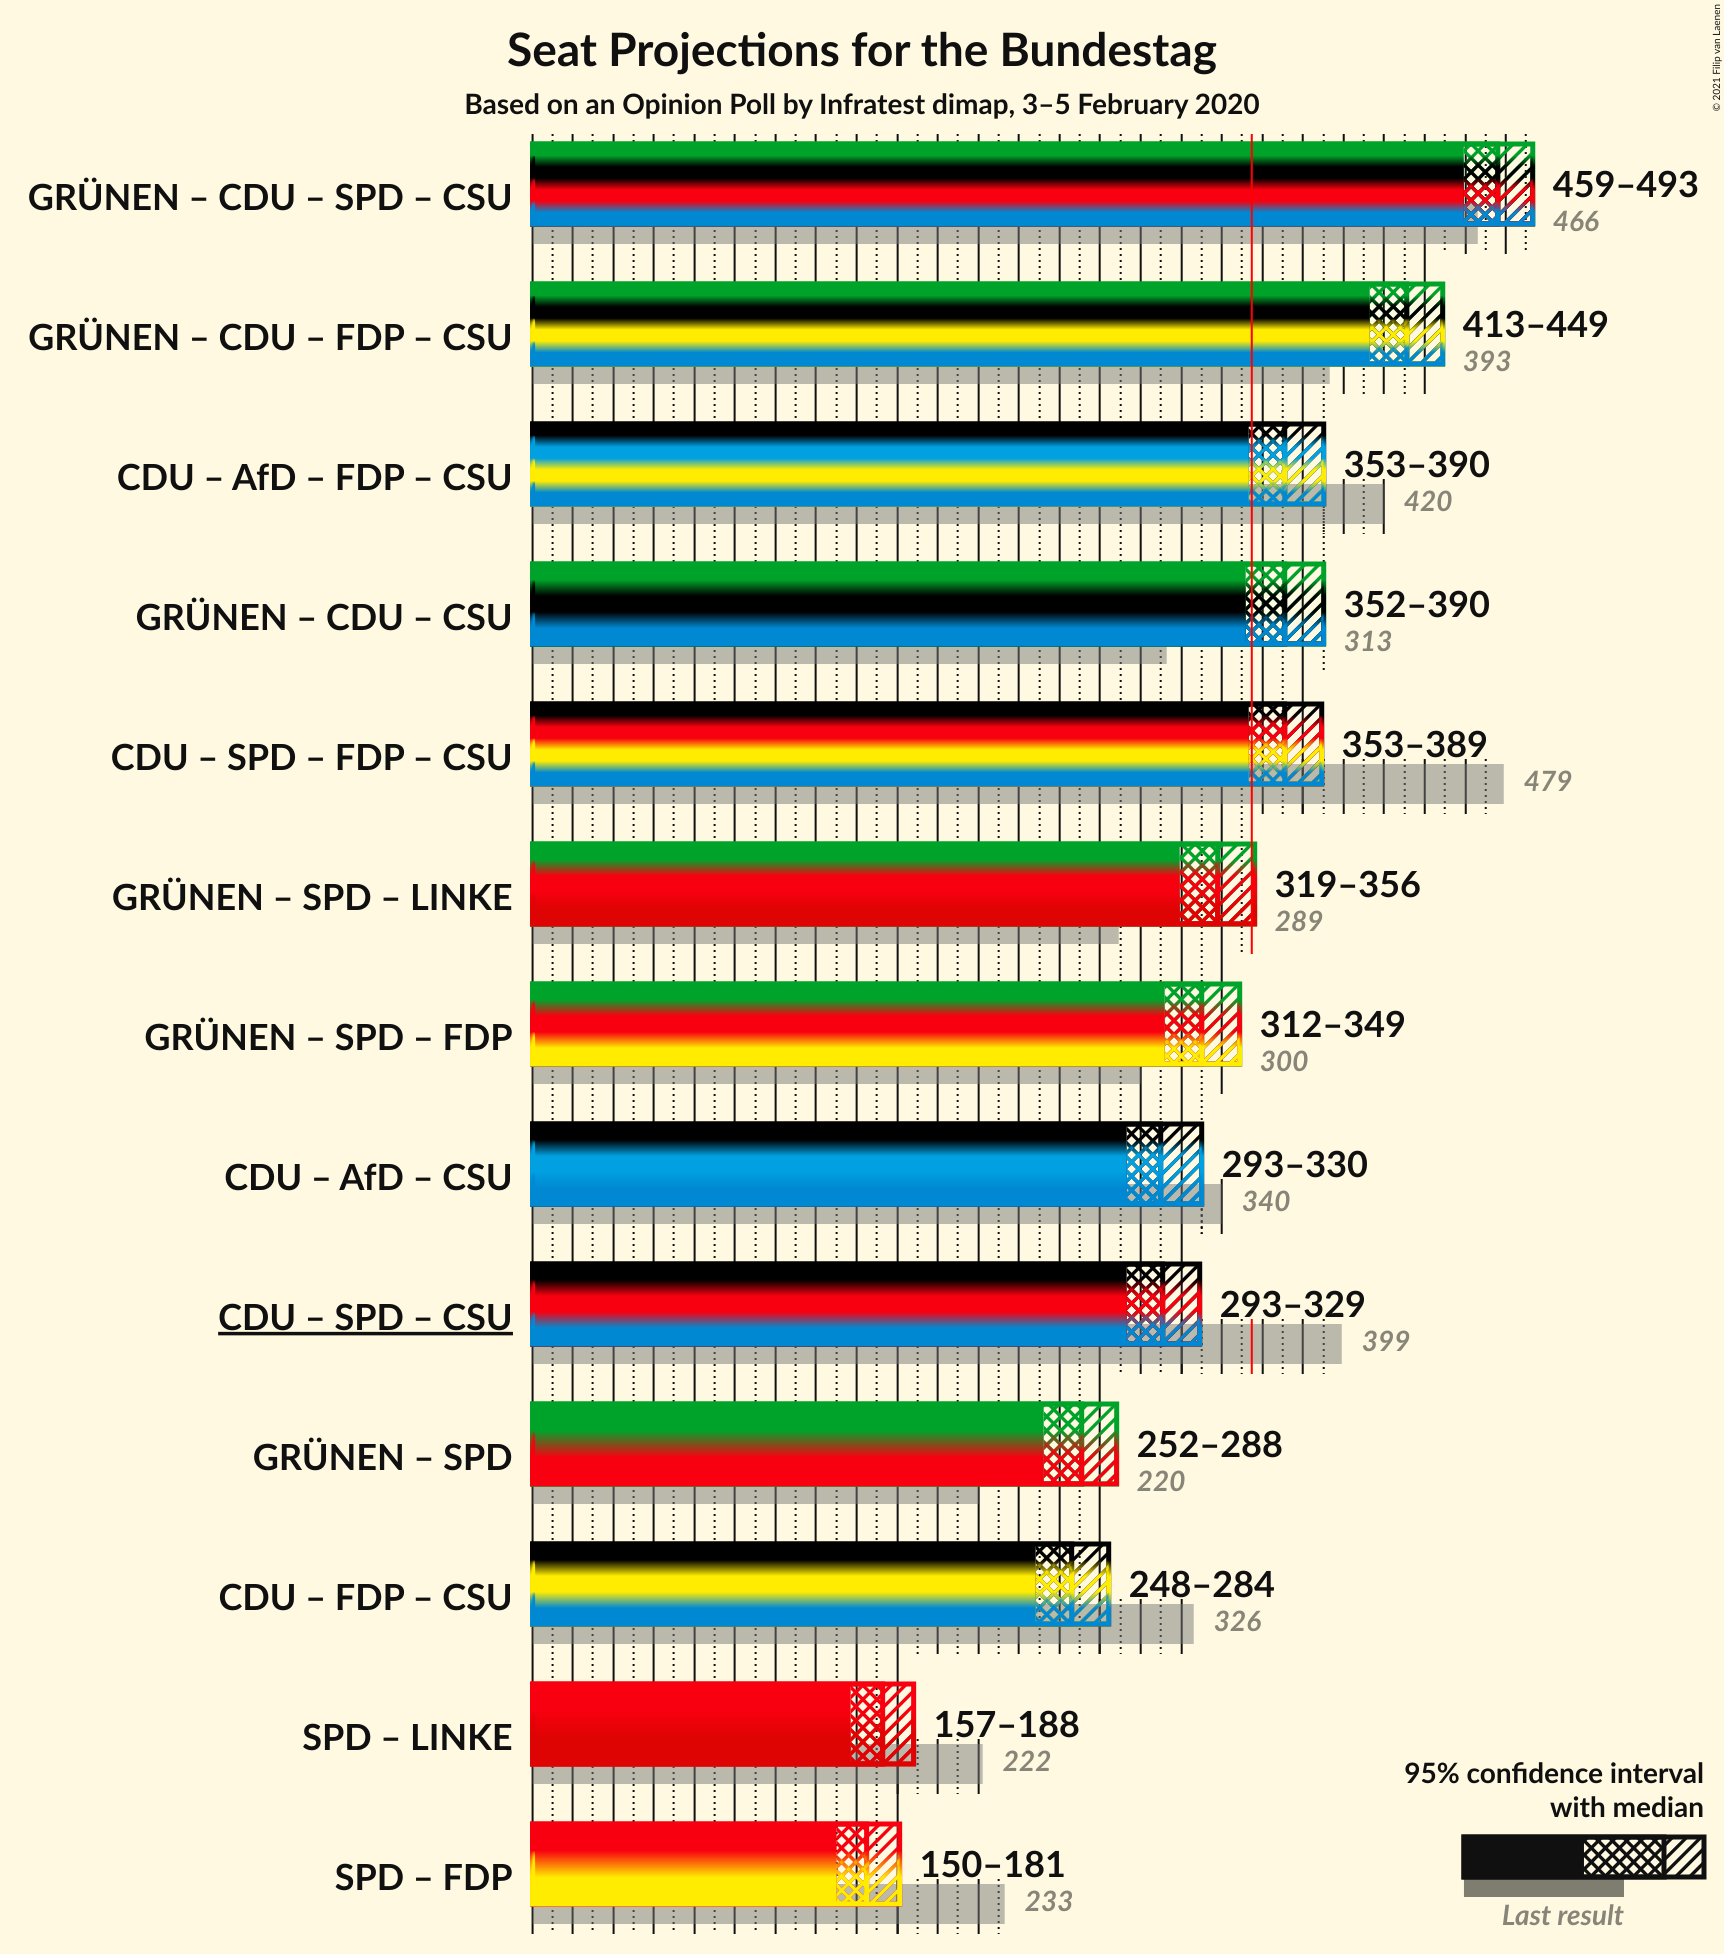 Seat Projections for the Bundestag
Based on an Opinion Poll by Infratest dimap, 3–5 February 2020
© 2021 Filip van Laenen
GRÜNEN – CDU – SPD – CSU
459–493
466
GRÜNEN – CDU – FDP – CSU
413–449
393
CDU – AfD – FDP – CSU
353–390
420
GRÜNEN – CDU – CSU
352–390
313
CDU – SPD – FDP – CSU
353–389
479
GRÜNEN – SPD – LINKE
319–356
289
GRÜNEN – SPD – FDP
312–349
300
CDU – AfD – CSU
293–330
340
CDU – SPD – CSU
293–329
399
GRÜNEN – SPD
252–288
220
CDU – FDP – CSU
248–284
326
SPD – LINKE
157–188
222
SPD – FDP
150–181
233
95% confidence interval
with median
Last result